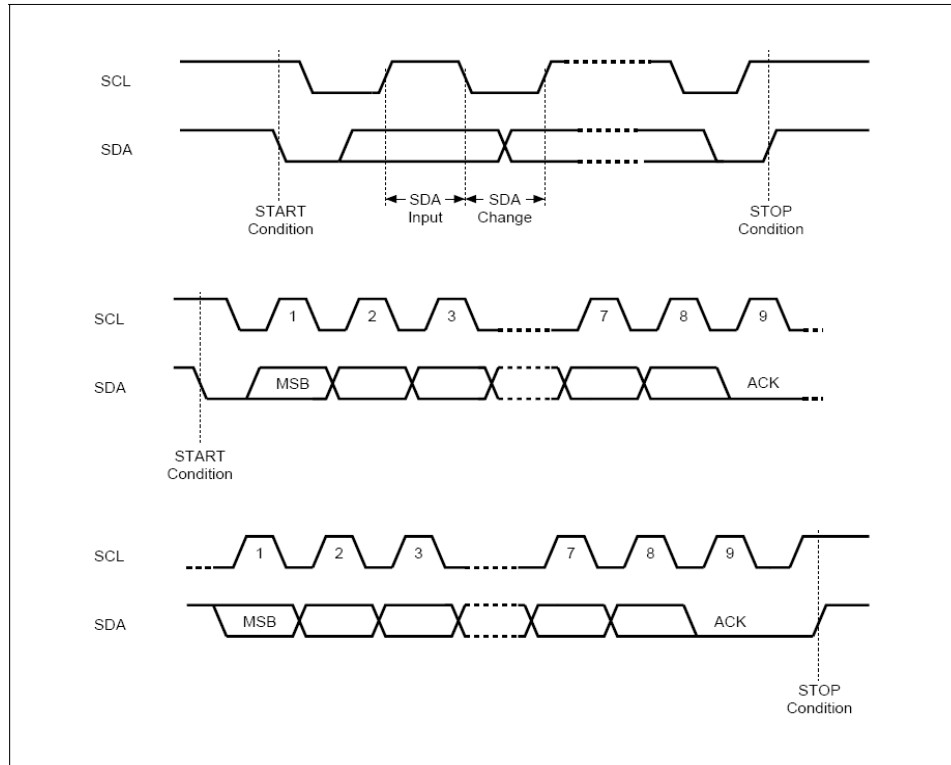 SCL
SDA
SDA
Input
SDA
Change
START
Condition
STOP
Condition
SCL
1 2 3 7 8 9
SDA
MSB ACK
START
Condition
SCL
1 2 3 7 8 9
SDA
MSB ACK
STOP
Condition